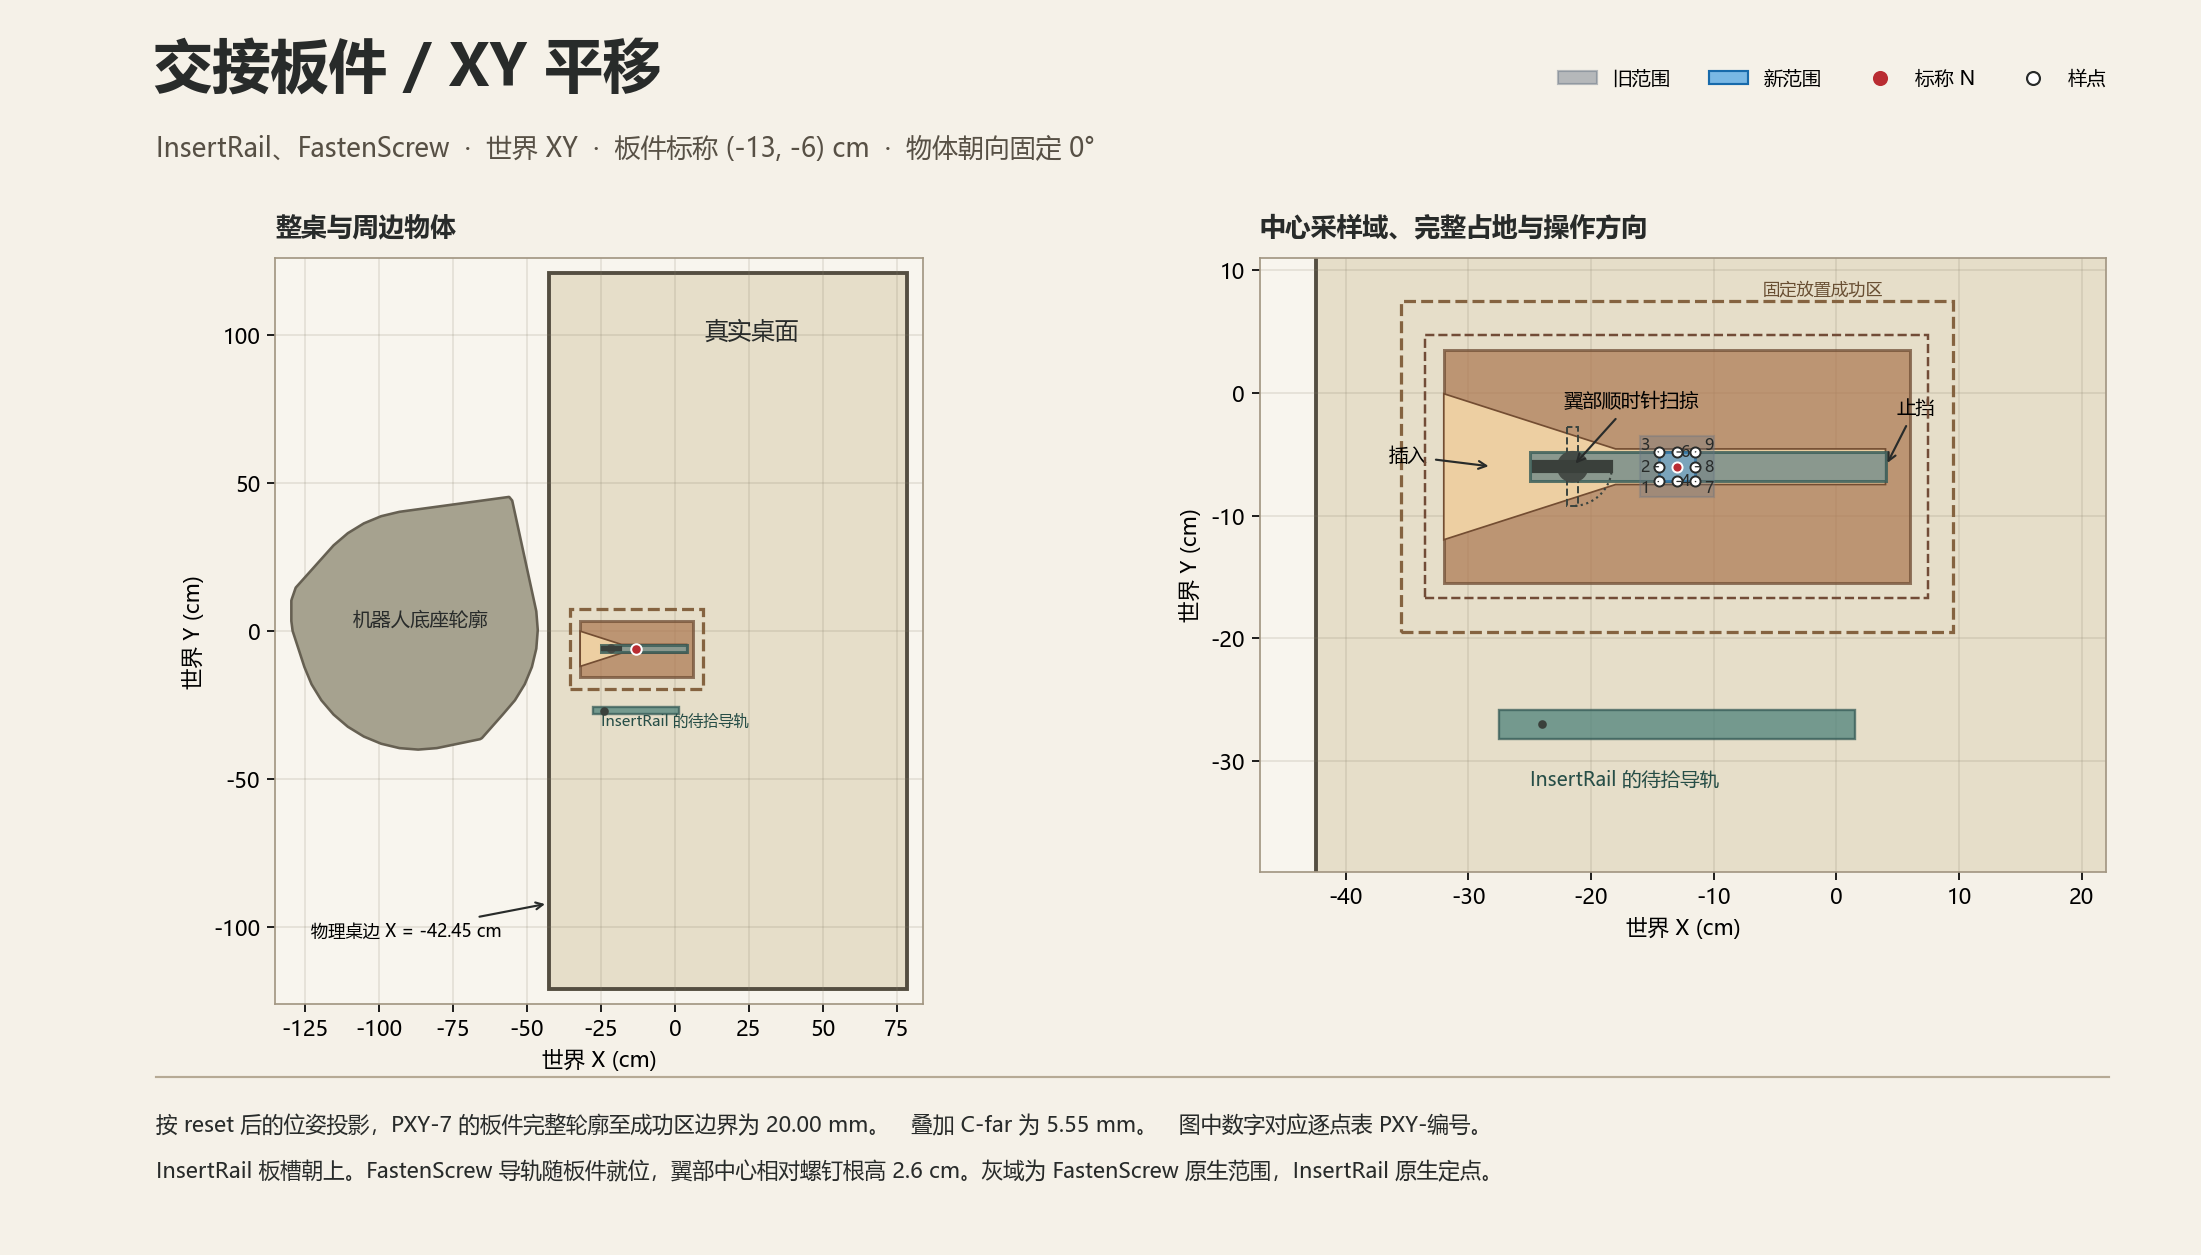 交接板件 / XY 平移
旧范围 新范围 标称 N 样点
InsertRail、FastenScrew · 世界 XY · 板件标称 (-13, -6) cm · 物体朝向固定 0°
整桌与周边物体
100
50
0
-50
-100
世界 Y (cm)
真实桌面
机器人底座轮廓
InsertRail 的待拾导轨
物理桌边 X = -42.45 cm
-125 -100 -75 -50 -25 0 25 50 75
世界 X (cm)
中心采样域、完整占地与操作方向
10
0
-10
-20
-30
世界 Y (cm)
固定放置成功区
翼部顺时针扫掠
止挡
插入
3 6 9
2 8
1 4 7
InsertRail 的待拾导轨
-40 -30 -20 -10 0 10 20
世界 X (cm)
按 reset 后的位姿投影，PXY-7 的板件完整轮廓至成功区边界为 20.00 mm。 叠加 C-far 为 5.55 mm。 图中数字对应逐点表 PXY-编号。
InsertRail 板槽朝上。FastenScrew 导轨随板件就位，翼部中心相对螺钉根高 2.6 cm。灰域为 FastenScrew 原生范围，InsertRail 原生定点。